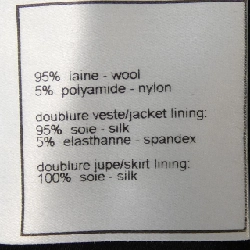 95% laine - wool
5% polyamide - nylon
doublure veste/jacket lining:
95% soie - silk
5% elasthanne - spandex
doublure jupe/skirt lining:
100% soie - silk